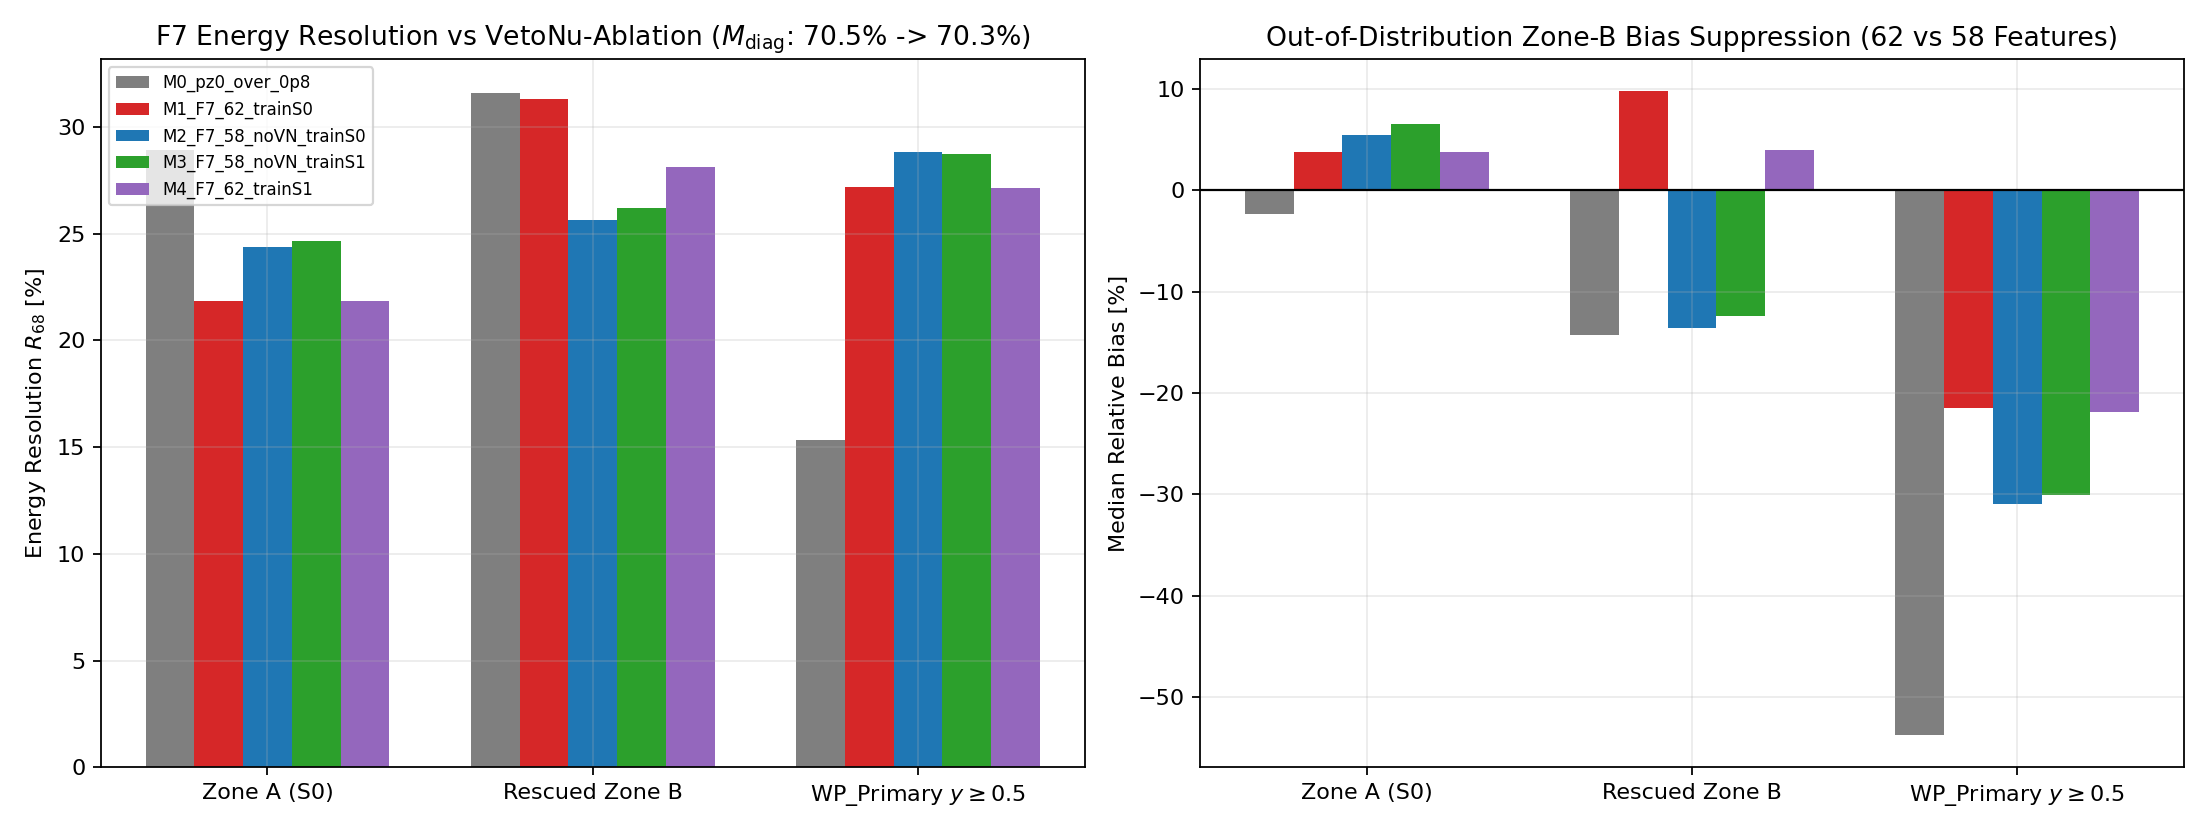 F7 Energy Resolution vs VetoNu-Ablation (M_diag: 70.5% -> 70.3%)
M0_pz0_over_0p8
M1_F7_62_trainS0
M2_F7_58_noVN_trainS0
M3_F7_58_noVN_trainS1
M4_F7_62_trainS1
Energy Resolution R_68 [%]
30
25
20
15
10
5
0
Zone A (S0)
Rescued Zone B
WP_Primary y ≥ 0.5
Out-of-Distribution Zone-B Bias Suppression (62 vs 58 Features)
Median Relative Bias [%]
10
0
−10
−20
−30
−40
−50
Zone A (S0)
Rescued Zone B
WP_Primary y ≥ 0.5